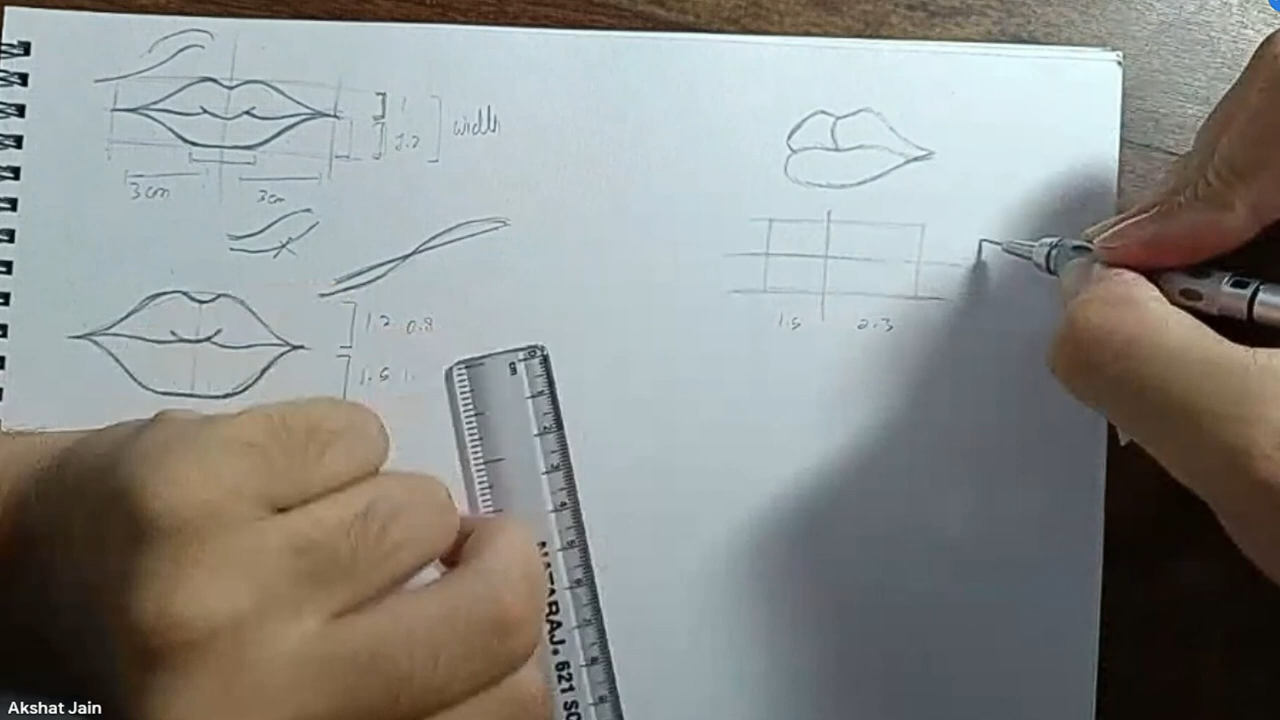 1
width
1.2
3cm
3cm
1.2 0.8
1.5 1.
1.5 2.3
NATARAJ 621 SC
Akshat Jain